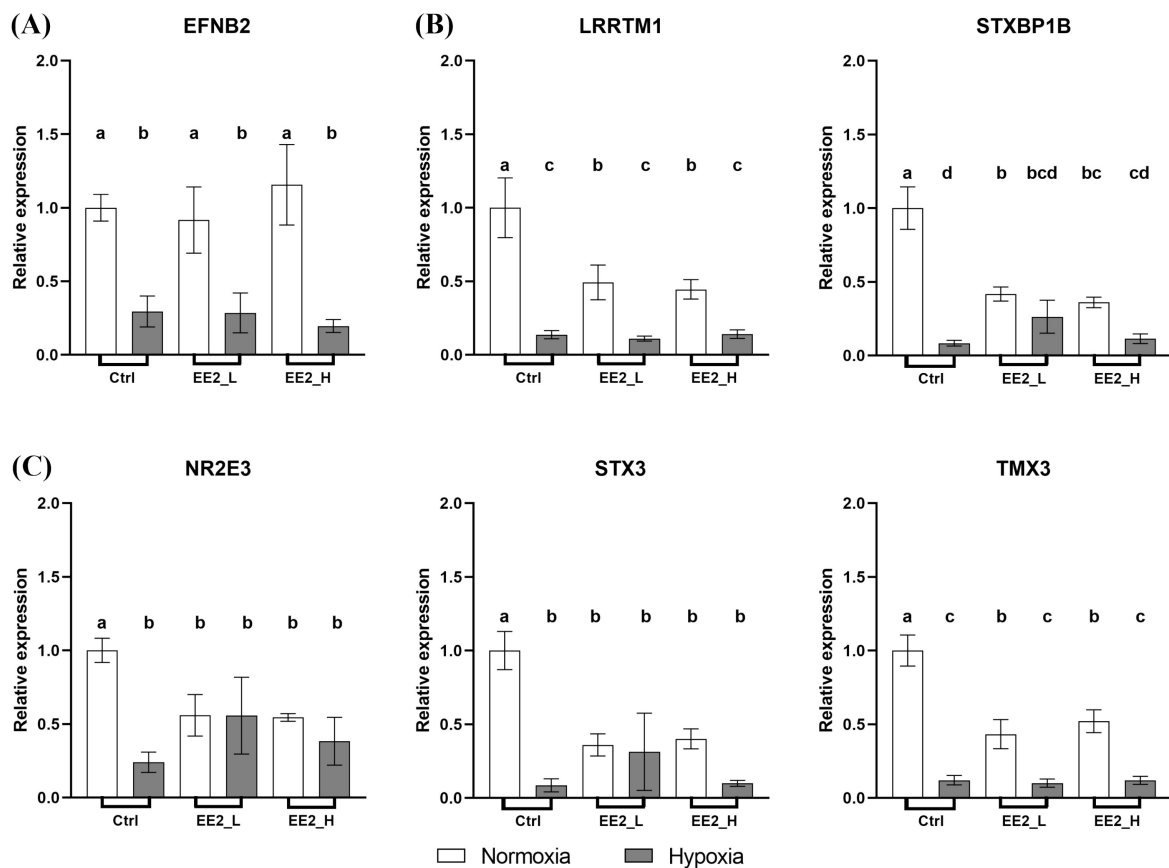 (A)
EFNB2
Relative expression
2.0
1.5
1.0
0.5
0.0
a b a b a b
Ctrl EE2_L EE2_H
(B)
LRRTM1
Relative expression
2.0
1.5
1.0
0.5
0.0
a c b c b c
Ctrl EE2_L EE2_H
STXBP1B
Relative expression
2.0
1.5
1.0
0.5
0.0
a d b bcd bc cd
Ctrl EE2_L EE2_H
(C)
NR2E3
Relative expression
2.0
1.5
1.0
0.5
0.0
a b b b b b
Ctrl EE2_L EE2_H
STX3
Relative expression
2.0
1.5
1.0
0.5
0.0
a b b b b b
Ctrl EE2_L EE2_H
TMX3
Relative expression
2.0
1.5
1.0
0.5
0.0
a c b c b c
Ctrl EE2_L EE2_H
Normoxia Hypoxia